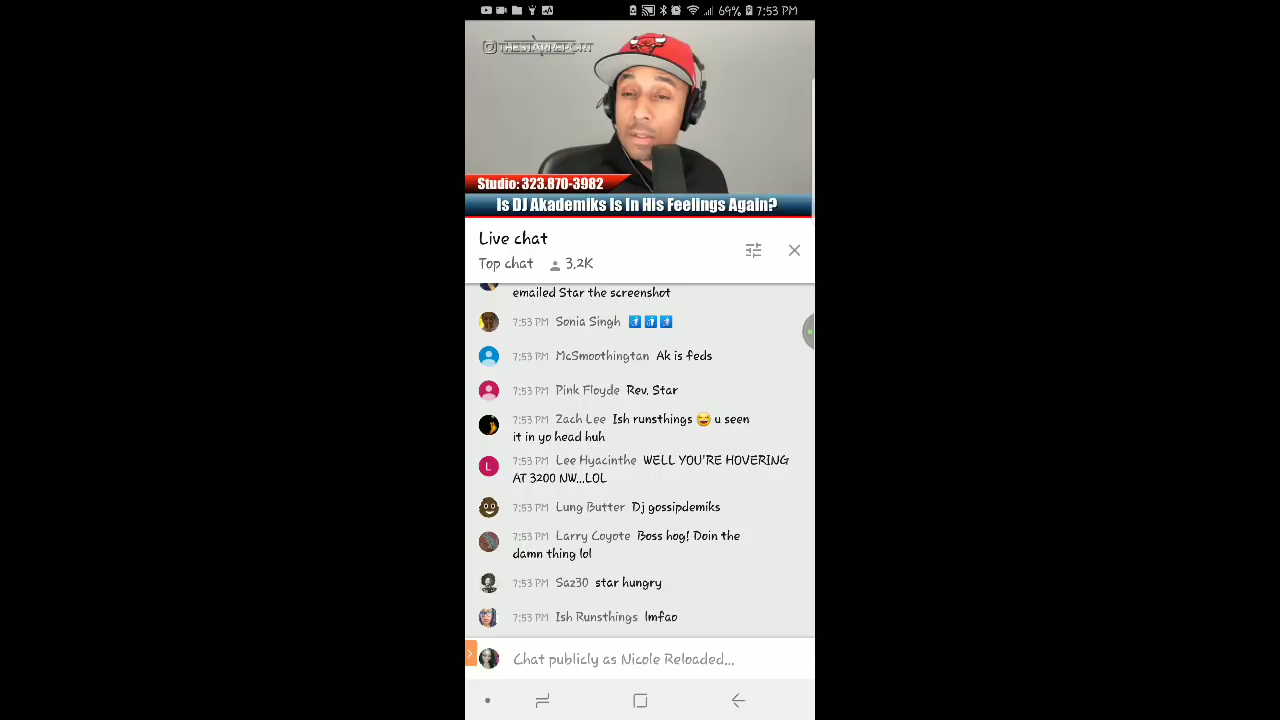 69% 7:53 PM
THESTARREPORT
Studio: 323.870-3982
Is DJ Akademiks Is In His Feelings Again?
Live chat
Top chat 3.2K
emailed Star the screenshot
7:53 PM Sonia Singh 🚹🚹🚹
7:53 PM McSmoothingtan Ak is feds
7:53 PM Pink Floyde Rev. Star
7:53 PM Zach Lee Ish runsthings 😅 u seen
it in yo head huh
L 7:53 PM Lee Hyacinthe WELL YOU'RE HOVERING
AT 3200 NW...LOL
7:53 PM Lung Butter Dj gossipdemiks
7:53 PM Larry Coyote Boss hog! Doin the
damn thing lol
7:53 PM Saz30 star hungry
7:53 PM Ish Runsthings lmfao
Chat publicly as Nicole Reloaded...